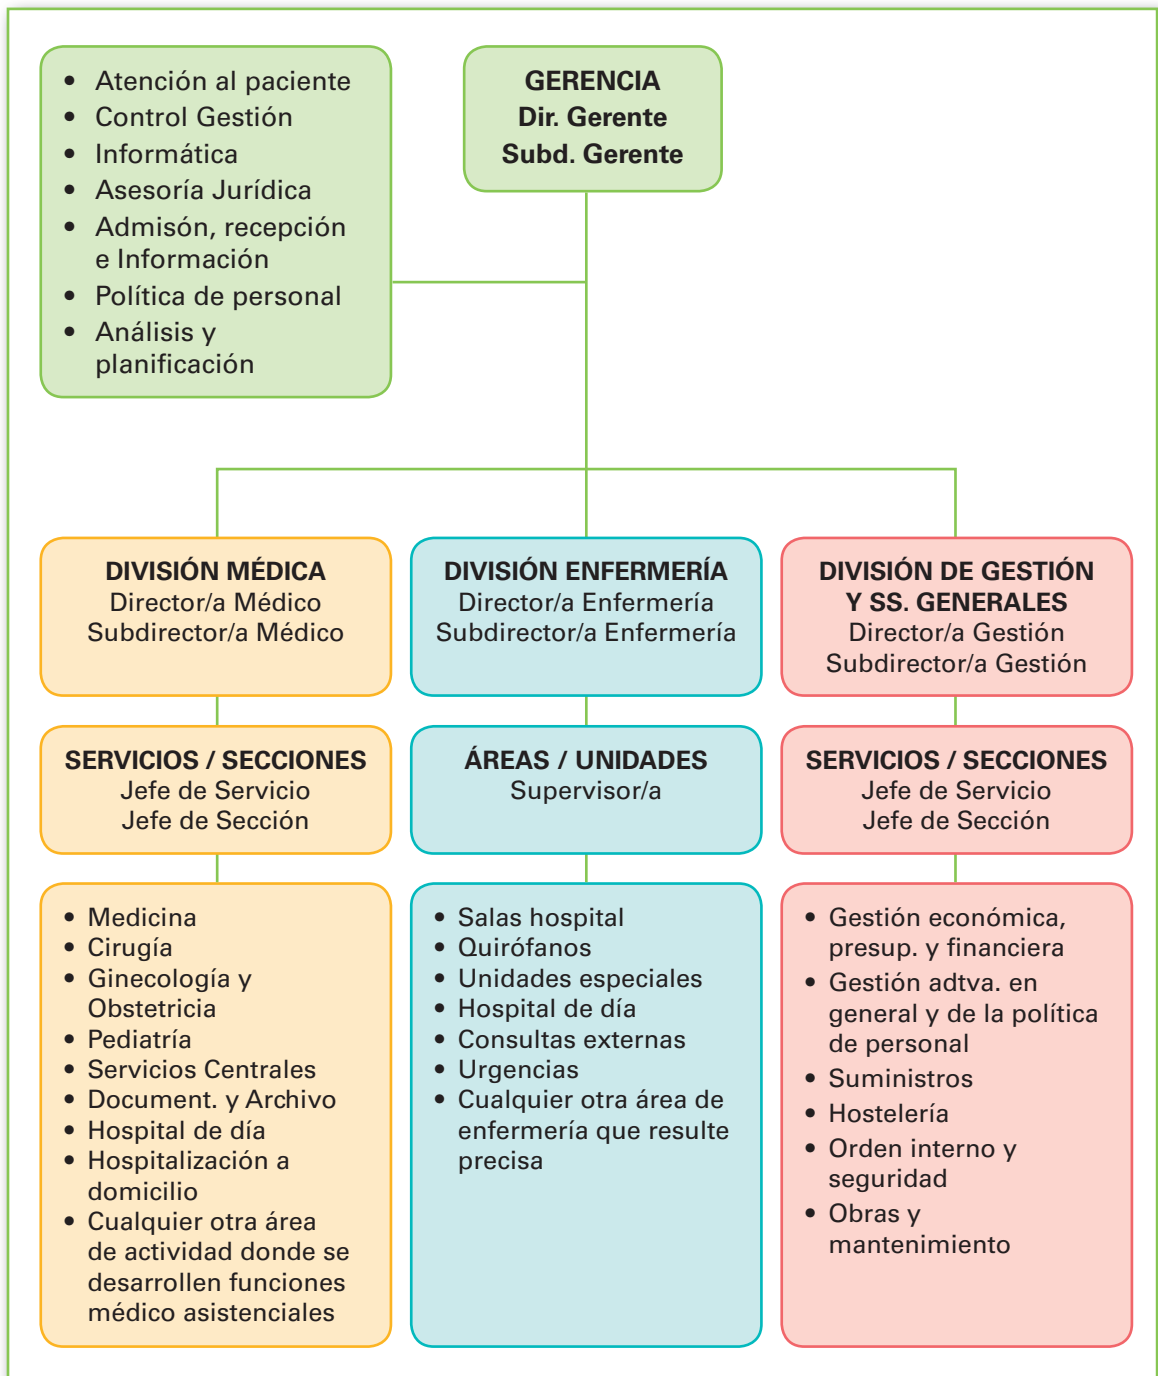 • Atención al paciente
• Control Gestión
• Informática
• Asesoría Jurídica
• Admisón, recepción
e Información
• Política de personal
• Análisis y
planificación
GERENCIA
Dir. Gerente
Subd. Gerente
DIVISIÓN MÉDICA
Director/a Médico
Subdirector/a Médico
DIVISIÓN ENFERMERÍA
Director/a Enfermería
Subdirector/a Enfermería
DIVISIÓN DE GESTIÓN
Y SS. GENERALES
Director/a Gestión
Subdirector/a Gestión
SERVICIOS / SECCIONES
Jefe de Servicio
Jefe de Sección
ÁREAS / UNIDADES
Supervisor/a
SERVICIOS / SECCIONES
Jefe de Servicio
Jefe de Sección
• Medicina
• Cirugía
• Ginecología y
Obstetricia
• Pediatría
• Servicios Centrales
• Document. y Archivo
• Hospital de día
• Hospitalización a
domicilio
• Cualquier otra área
de actividad donde se
desarrollen funciones
médico asistenciales
• Salas hospital
• Quirófanos
• Unidades especiales
• Hospital de día
• Consultas externas
• Urgencias
• Cualquier otra área de
enfermería que resulte
precisa
• Gestión económica,
presup. y financiera
• Gestión adtva. en
general y de la política
de personal
• Suministros
• Hostelería
• Orden interno y
seguridad
• Obras y
mantenimiento